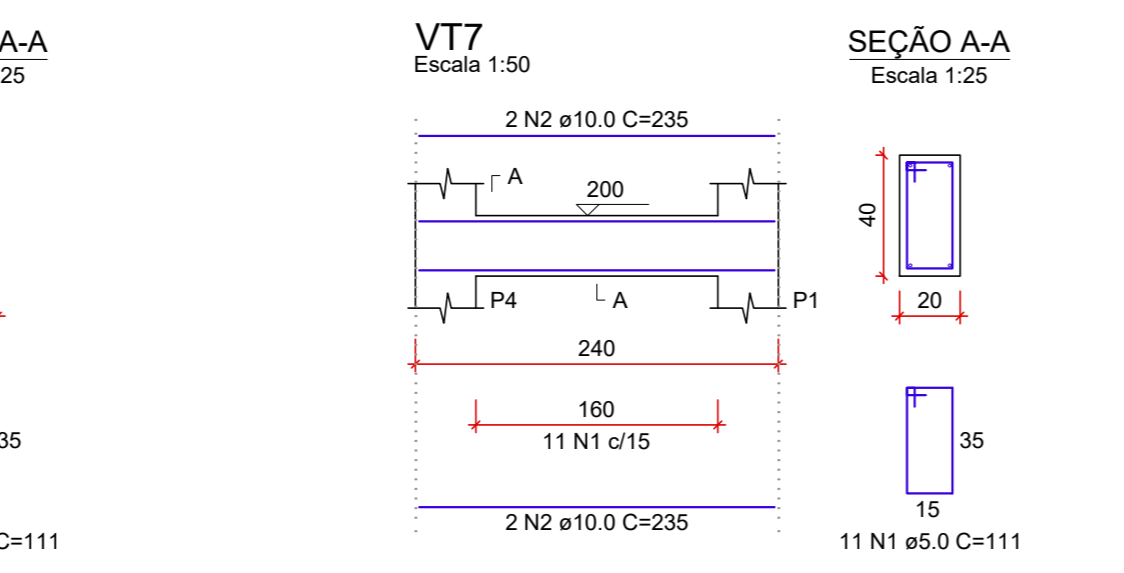 A-A
25
35
C=111
VT7
Escala 1:50
2 N2 ø10.0 C=235
A
200
P4
A
P1
240
160
11 N1 c/15
2 N2 ø10.0 C=235
SEÇÃO A-A
Escala 1:25
40
20
35
15
11 N1 ø5.0 C=111